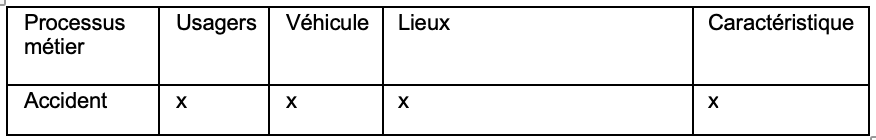 Processus métier Usagers Véhicule Lieux Caractéristique
Accident x x x x